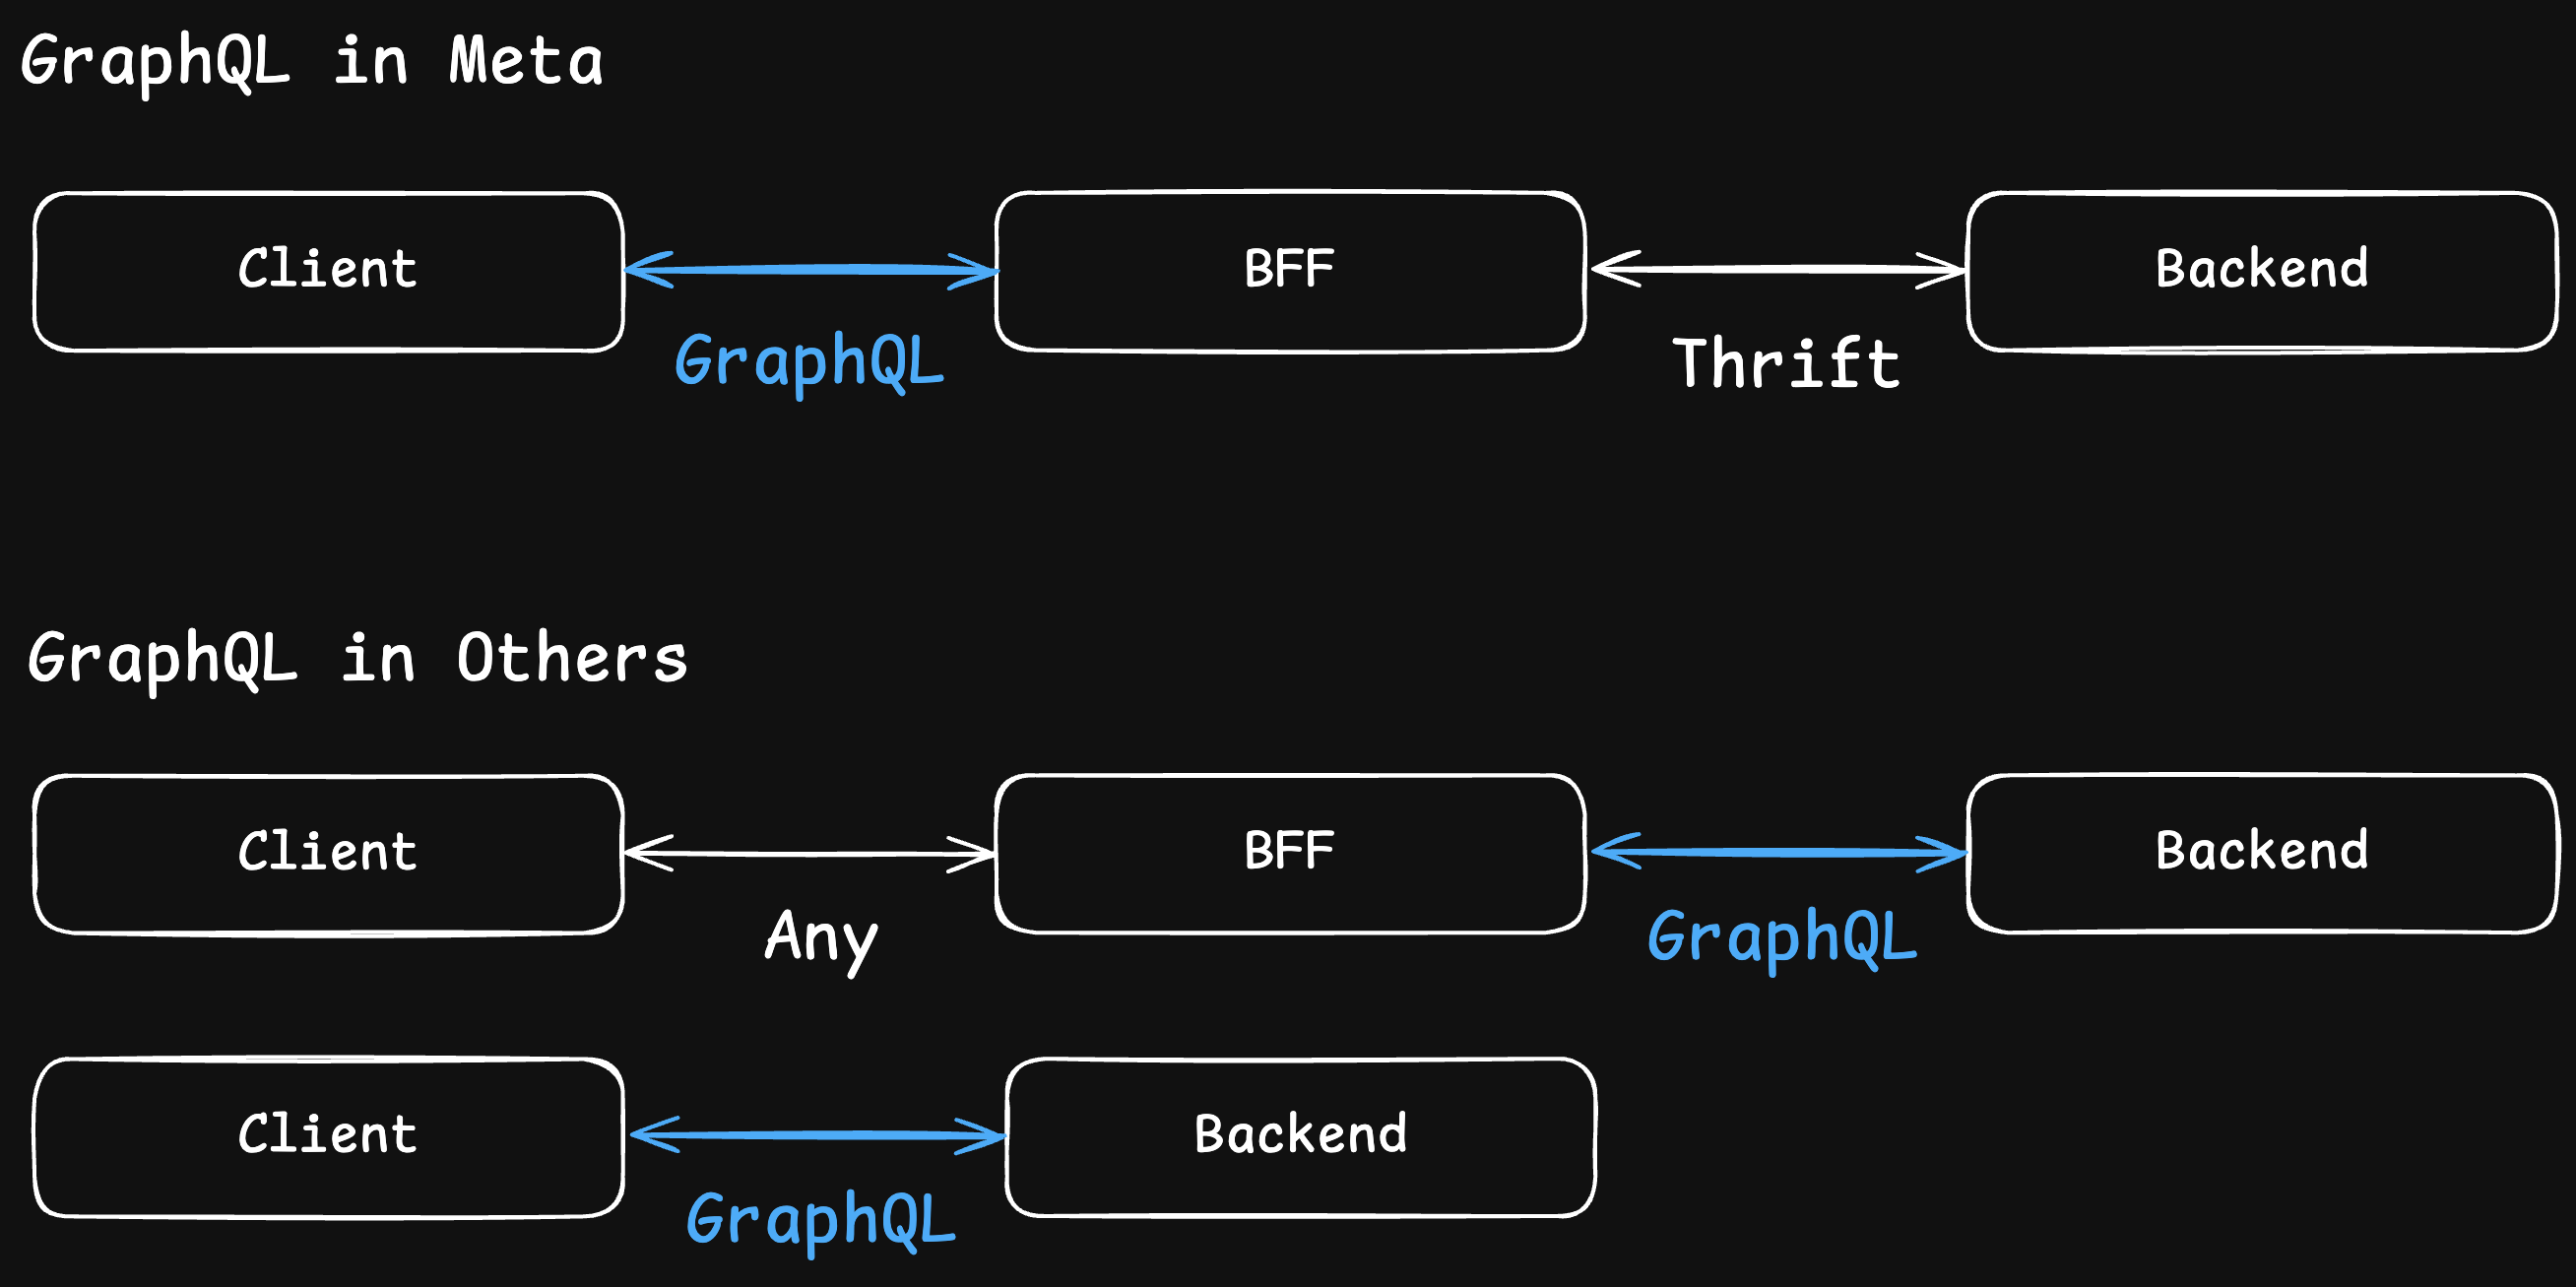 GraphQL in Meta
Client
BFF
Backend
GraphQL
Thrift
GraphQL in Others
Client
BFF
Backend
Any
GraphQL
Client
Backend
GraphQL